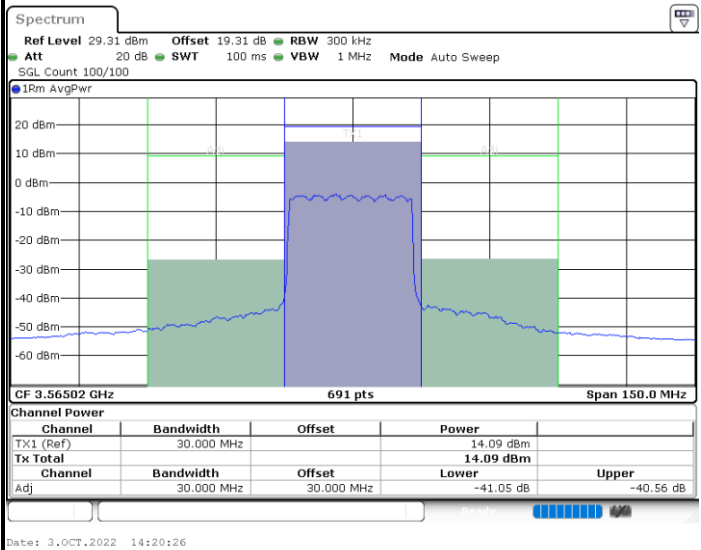 Spectrum
Ref Level 29.31 dBm Offset 19.31 dB RBW 300 kHz
Att 20 dB SWT 100 ms VBW 1 MHz Mode Auto Sweep
SGL Count 100/100
1Rm AvgPwr
20 dBm
TX1
10 dBm Adj Adj
0 dBm
-10 dBm
-20 dBm
-30 dBm
-40 dBm
-50 dBm
-60 dBm
CF 3.56502 GHz 691 pts Span 150.0 MHz
Channel Power
Channel Bandwidth Offset Power
TX1 (Ref) 30.000 MHz 14.09 dBm
Tx Total 14.09 dBm
Channel Bandwidth Offset Lower Upper
Adj 30.000 MHz 30.000 MHz -41.05 dB -40.56 dB
Ready
Date: 3.OCT.2022 14:20:26